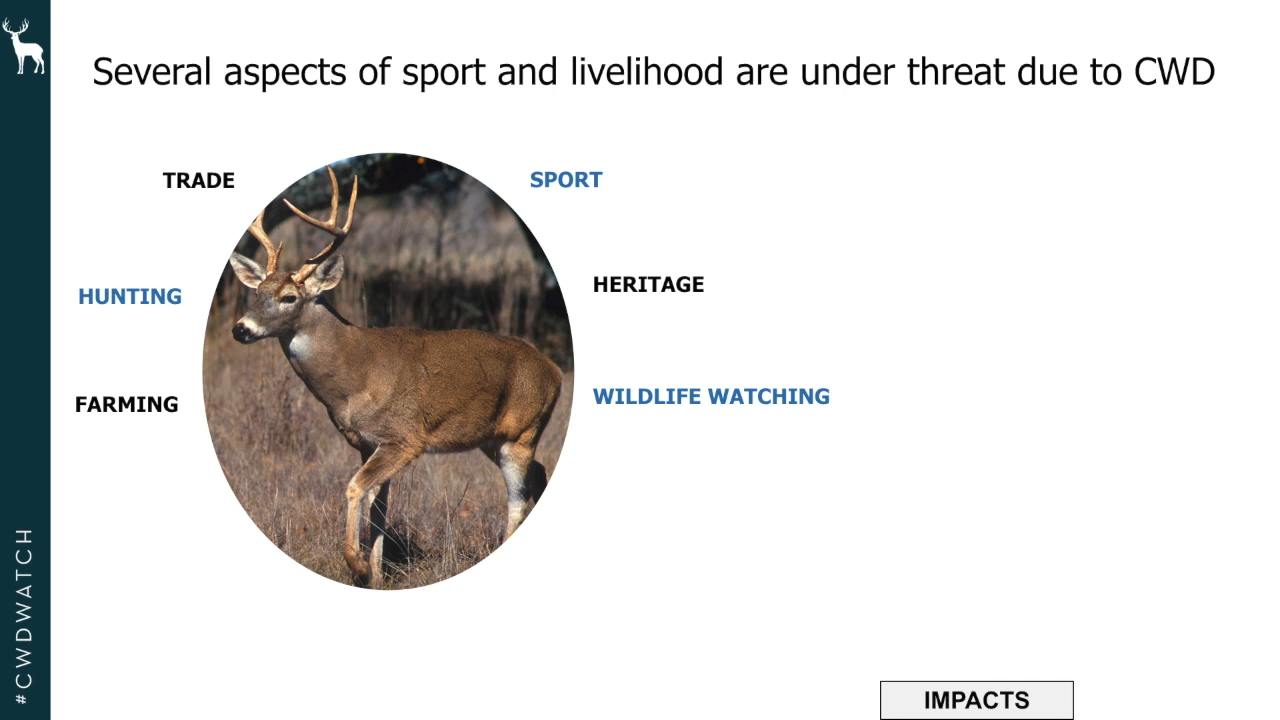 Several aspects of sport and livelihood are under threat due to CWD
TRADE
SPORT
HERITAGE
HUNTING
WILDLIFE WATCHING
FARMING
#CWDWATCH
IMPACTS